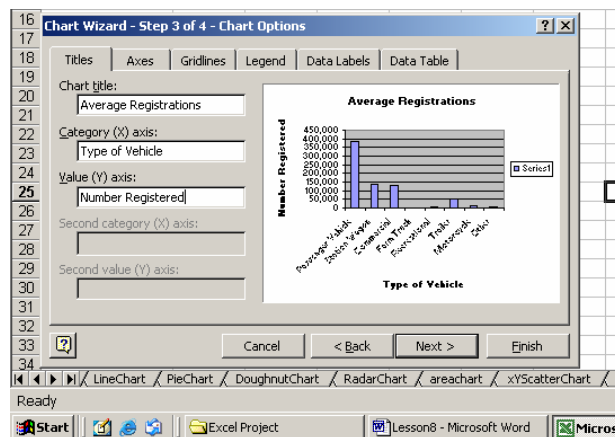 16
17
18
19
20
21
22
23
24
25
26
27
28
29
30
31
32
33
34
Chart Wizard - Step 3 of 4 - Chart Options
? X
Titles Axes Gridlines Legend Data Labels Data Table
Chart title:
Average Registrations
Category (X) axis:
Type of Vehicle
Value (Y) axis:
Number Registered
Second category (X) axis:
Second value (Y) axis:
Average Registrations
Number Registered
450,000
400,000
350,000
300,000
250,000
200,000
150,000
100,000
50,000
0
Passenger Vehicle
Station Wagon
Commercial
Farm Truck
Recreational
Trailer
Motorcycle
Other
Type of Vehicle
Series1
?
Cancel < Back Next > Finish
LineChart / PieChart / DoughnutChart / RadarChart / areachart / xYScatterChart /
Ready
Start Excel Project Lesson8 - Microsoft Word Micros